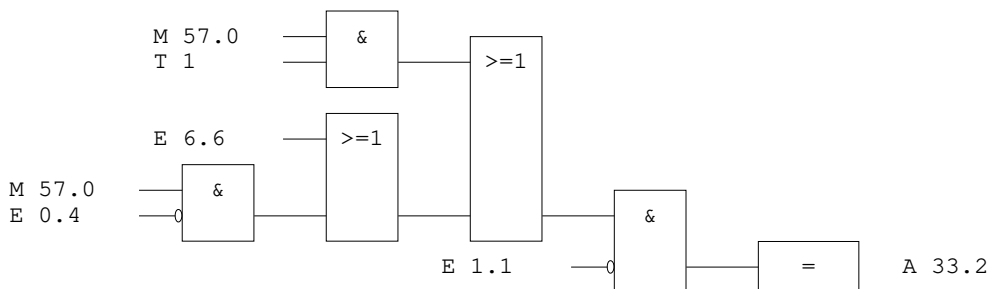 M 57.0 &
T 1 >=1
E 6.6 >=1
M 57.0 &
E 0.4 &
E 1.1 = A 33.2